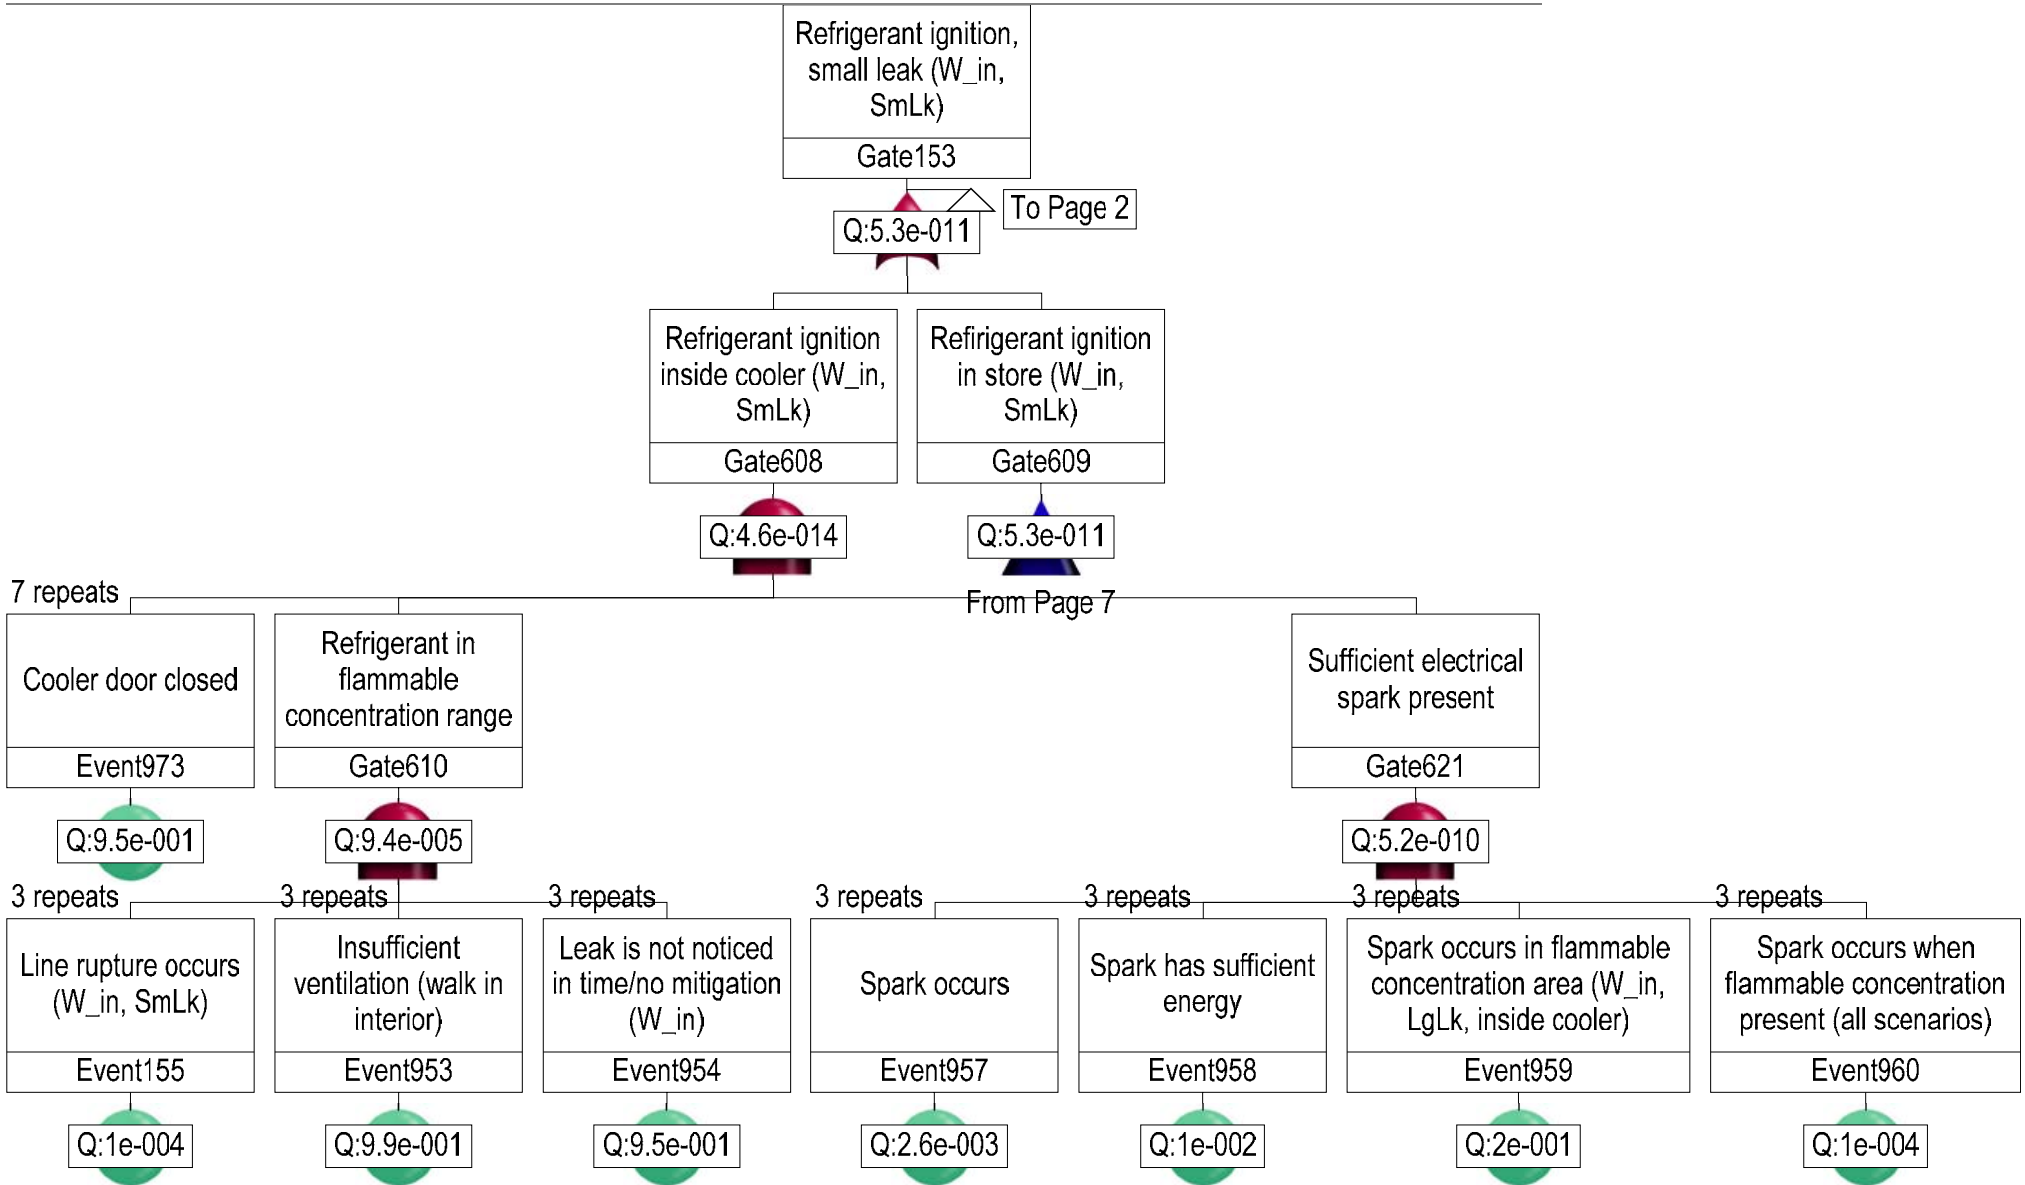 Refrigerant ignition,
small leak (W_in,
SmLk)
Gate153
To Page 2
Q:5.3e-011
Refrigerant ignition
inside cooler (W_in,
SmLk)
Gate608
Q:4.6e-014
Refirigerant ignition
in store (W_in,
SmLk)
Gate609
Q:5.3e-011
From Page 7
7 repeats
Cooler door closed
Event973
Q:9.5e-001
Refrigerant in
flammable
concentration range
Gate610
Q:9.4e-005
Sufficient electrical
spark present
Gate621
Q:5.2e-010
3 repeats
Line rupture occurs
(W_in, SmLk)
Event155
Q:1e-004
3 repeats
Insufficient
ventilation (walk in
interior)
Event953
Q:9.9e-001
3 repeats
Leak is not noticed
in time/no mitigation
(W_in)
Event954
Q:9.5e-001
3 repeats
Spark occurs
Event957
Q:2.6e-003
3 repeats
Spark has sufficient
energy
Event958
Q:1e-002
3 repeats
Spark occurs in flammable
concentration area (W_in,
LgLk, inside cooler)
Event959
Q:2e-001
3 repeats
Spark occurs when
flammable concentration
present (all scenarios)
Event960
Q:1e-004